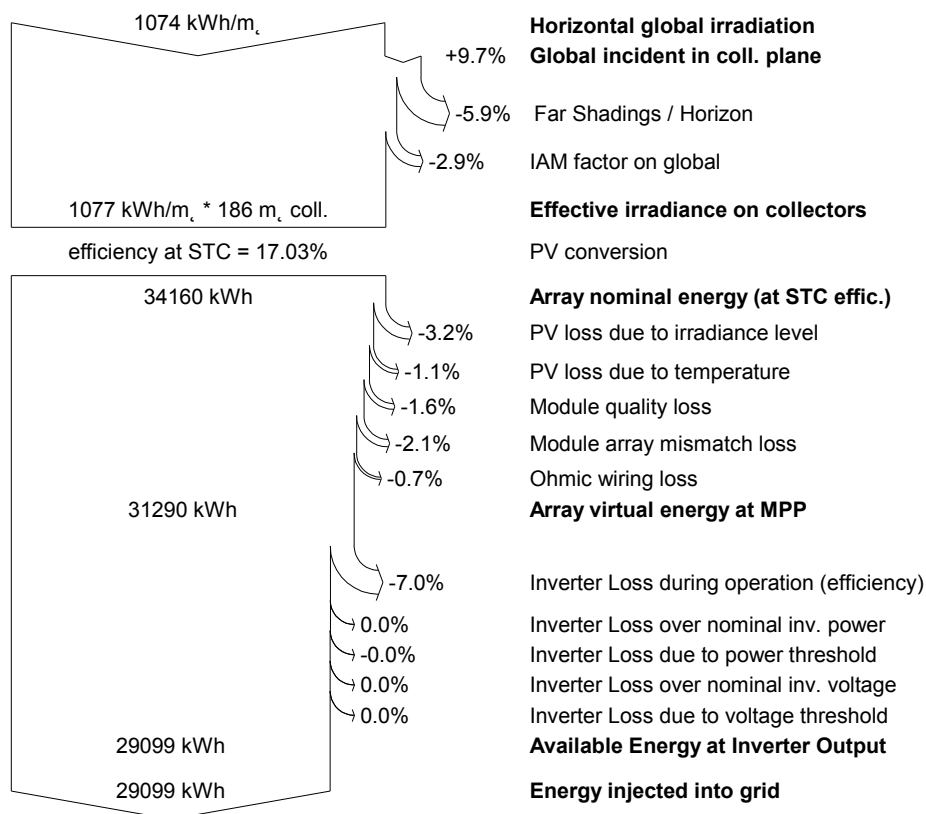 1074 kWh/m˛ Horizontal global irradiation
+9.7% Global incident in coll. plane
-5.9% Far Shadings / Horizon
-2.9% IAM factor on global
1077 kWh/m˛ * 186 m˛ coll. Effective irradiance on collectors
efficiency at STC = 17.03% PV conversion
34160 kWh Array nominal energy (at STC effic.)
-3.2% PV loss due to irradiance level
-1.1% PV loss due to temperature
-1.6% Module quality loss
-2.1% Module array mismatch loss
-0.7% Ohmic wiring loss
31290 kWh Array virtual energy at MPP
-7.0% Inverter Loss during operation (efficiency)
0.0% Inverter Loss over nominal inv. power
-0.0% Inverter Loss due to power threshold
0.0% Inverter Loss over nominal inv. voltage
0.0% Inverter Loss due to voltage threshold
29099 kWh Available Energy at Inverter Output
29099 kWh Energy injected into grid